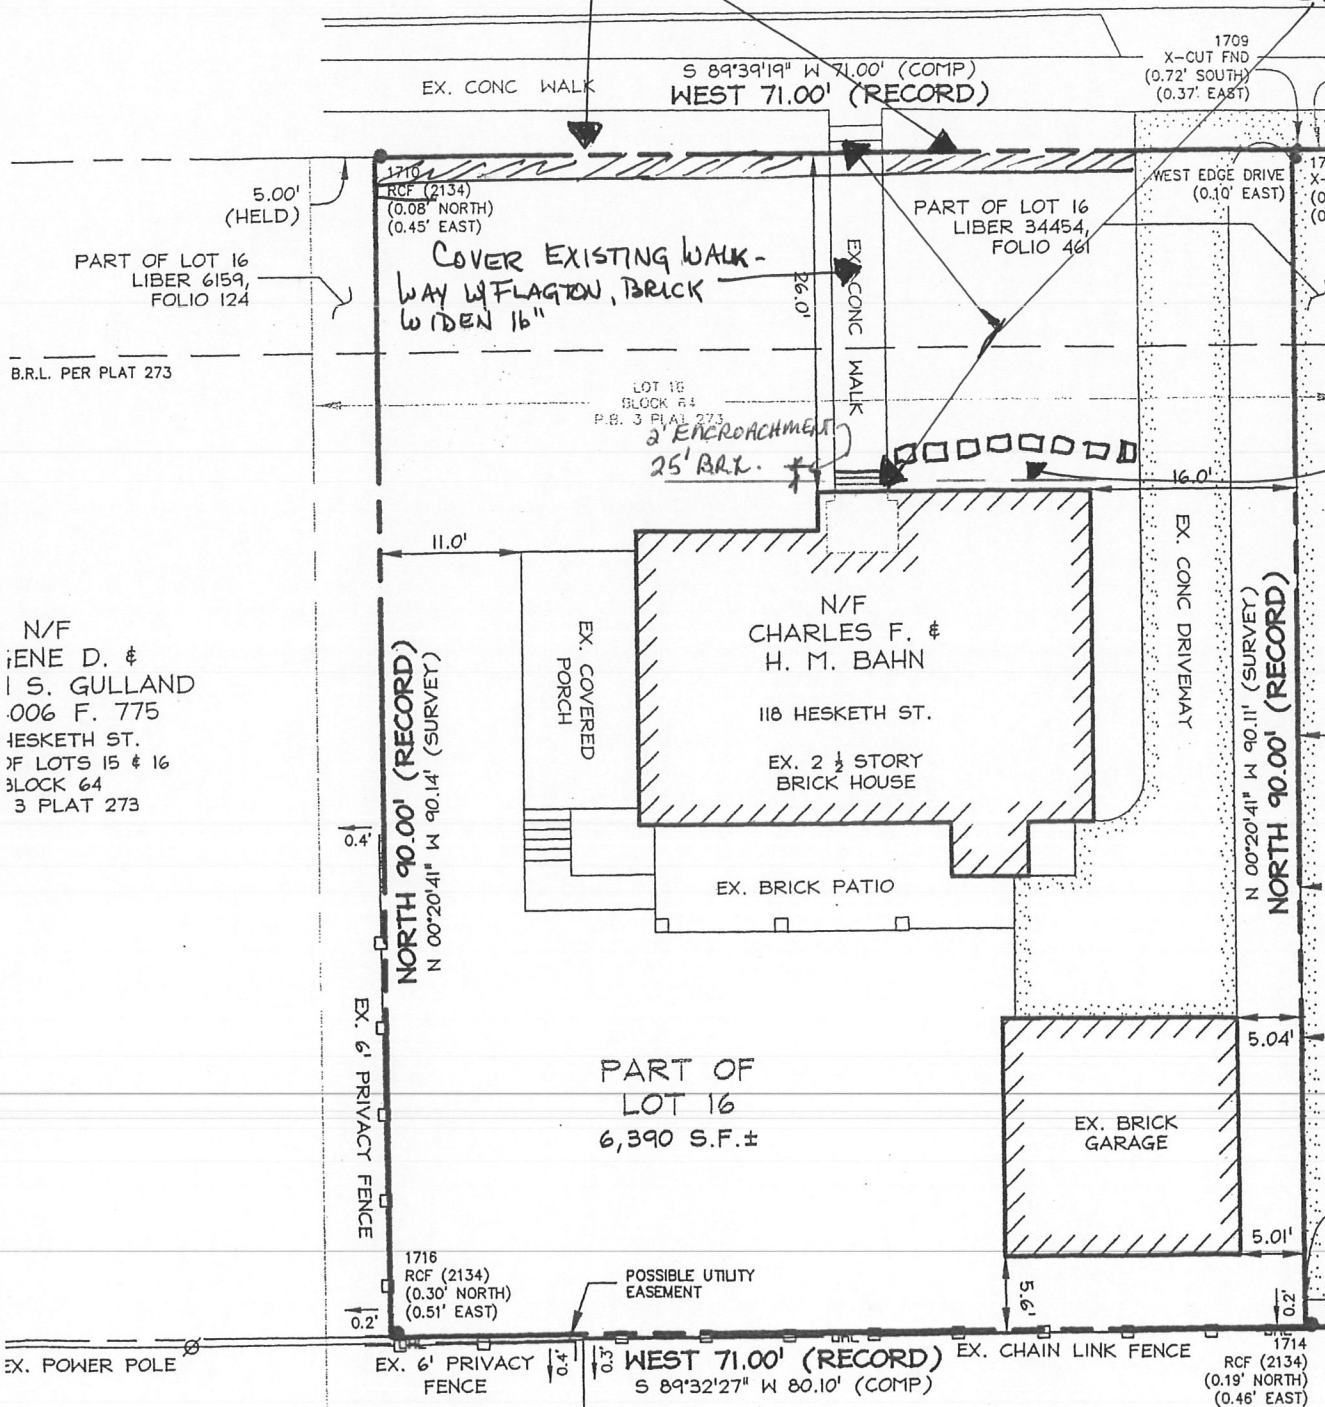 1709
X-CUT FND
(0.72' SOUTH)
(0.37' EAST)
S 89°39'19" W 71.00' (COMP)
WEST 71.00' (RECORD)
EX. CONC WALK
1710
RCF (2134)
(0.08' NORTH)
(0.45' EAST)
5.00'
(HELD)
WEST EDGE DRIVE
(0.10' EAST)
17
X-
(0
(0
PART OF LOT 16
LIBER 34454,
FOLIO 461
PART OF LOT 16
LIBER 6159,
FOLIO 124
COVER EXISTING WALK-
WAY W/FLAGTON, BRICK
WIDEN 16"
26.0'
EX CONC WALK
B.R.L. PER PLAT 273
LOT 16
BLOCK 64
P.B. 3 PLAT 273
2' ENCROACHMENT
25' B.R.L.
16.0'
11.0'
EX. CONC DRIVEWAY
N/F
CHARLES F. &
H. M. BAHN
118 HESKETH ST.
EX. 2 ½ STORY
BRICK HOUSE
EX. COVERED
PORCH
N/F
ENE D. &
S. GULLAND
006 F. 775
HESKETH ST.
OF LOTS 15 & 16
BLOCK 64
3 PLAT 273
NORTH 90.00' (RECORD)
N 00°20'41" W 90.14' (SURVEY)
N 00°20'41" W 90.11' (SURVEY)
NORTH 90.00' (RECORD)
0.4'
EX. BRICK PATIO
EX. 6' PRIVACY FENCE
5.04'
PART OF
LOT 16
6,390 S.F.±
EX. BRICK
GARAGE
5.01'
5.6'
1716
RCF (2134)
(0.30' NORTH)
(0.51' EAST)
POSSIBLE UTILITY
EASEMENT
0.2'
0.2'
EX. POWER POLE
EX. 6' PRIVACY
FENCE
0.4'
0.3'
WEST 71.00' (RECORD)
S 89°32'27" W 80.10' (COMP)
EX. CHAIN LINK FENCE
1714
RCF (2134)
(0.19' NORTH)
(0.46' EAST)